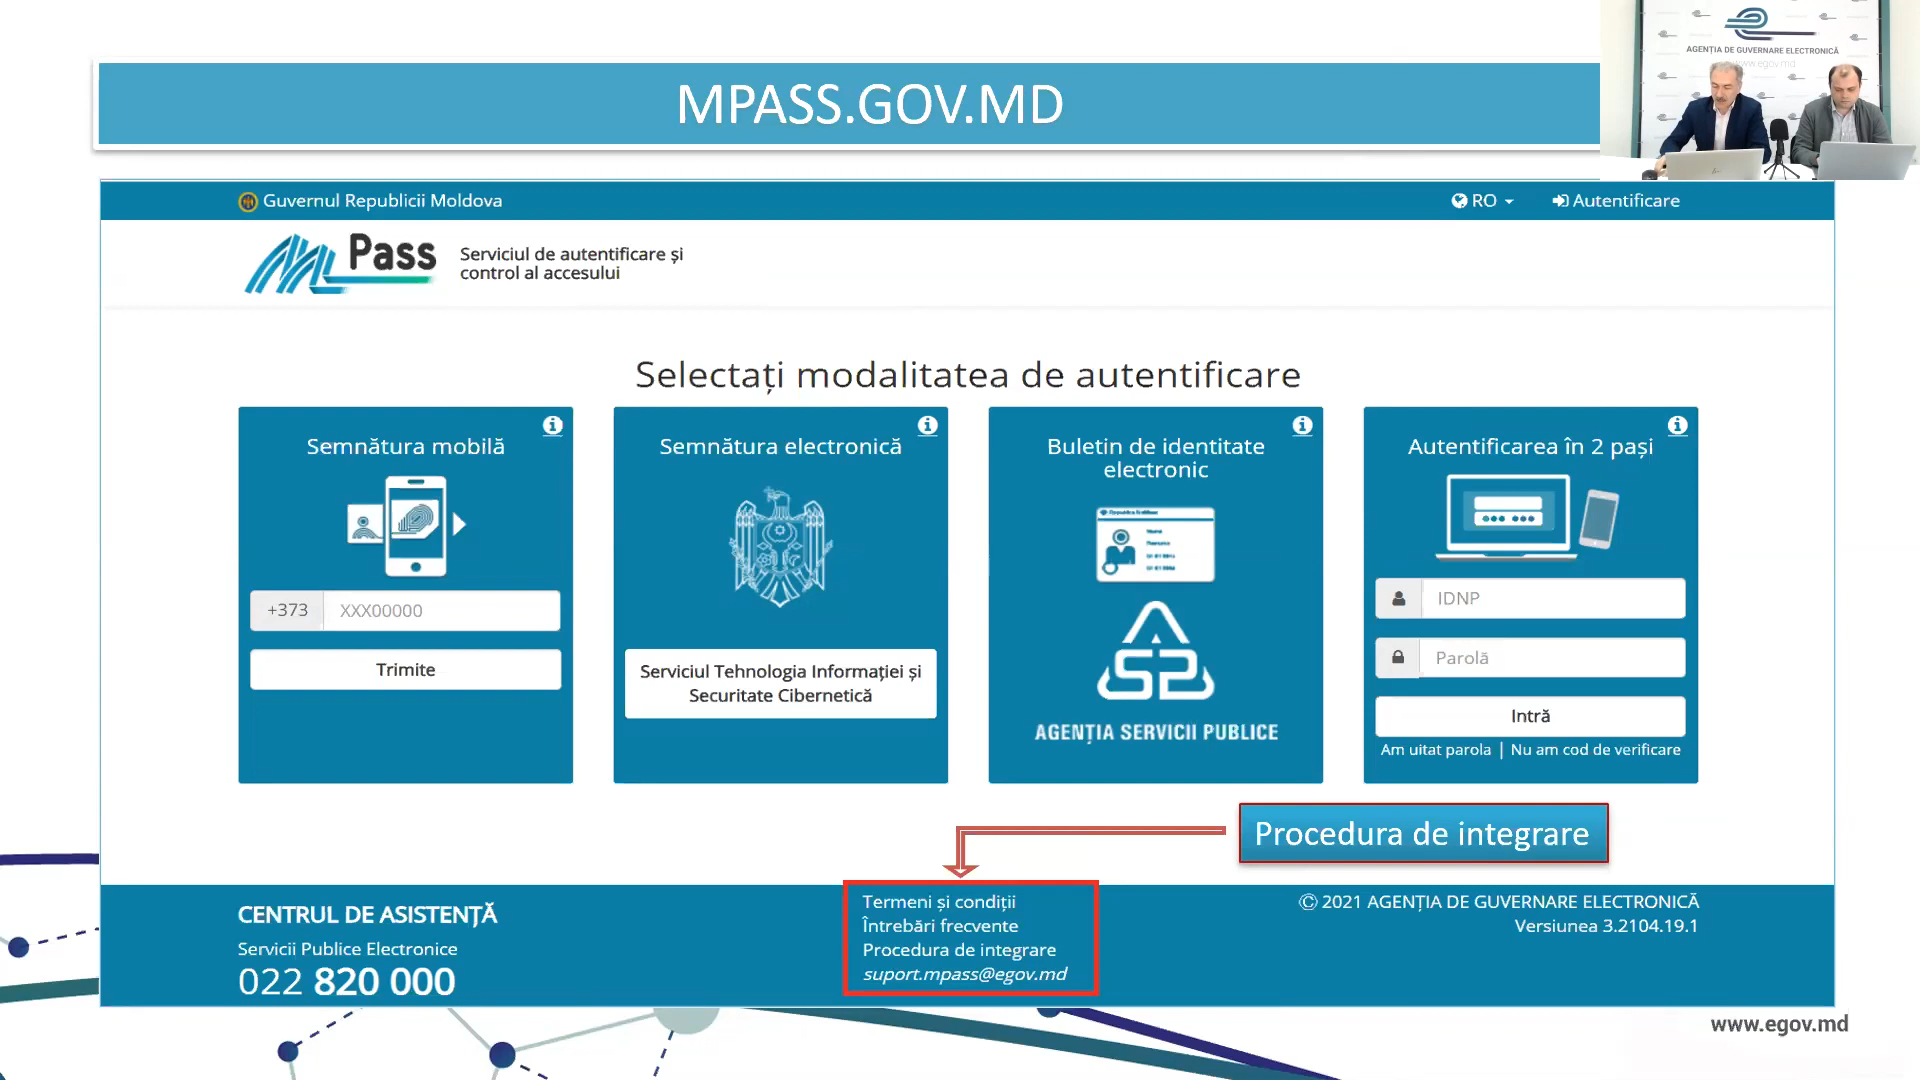 MPASS.GOV.MD
AGENȚIA DE GUVERNARE ELECTRONICĂ
www.egov.md
Guvernul Republicii Moldova
RO
Autentificare
Pass
Serviciul de autentificare și
control al accesului
Selectați modalitatea de autentificare
Semnătura mobilă
+373
XXX00000
Trimite
Semnătura electronică
Serviciul Tehnologia Informației și
Securitate Cibernetică
Buletin de identitate
electronic
AGENȚIA SERVICII PUBLICE
Autentificarea în 2 pași
IDNP
Parolă
Intră
Am uitat parola | Nu am cod de verificare
Procedura de integrare
CENTRUL DE ASISTENȚĂ
Servicii Publice Electronice
022 820 000
Termeni și condiții
Întrebări frecvente
Procedura de integrare
suport.mpass@egov.md
© 2021 AGENȚIA DE GUVERNARE ELECTRONICĂ
Versiunea 3.2104.19.1
www.egov.md